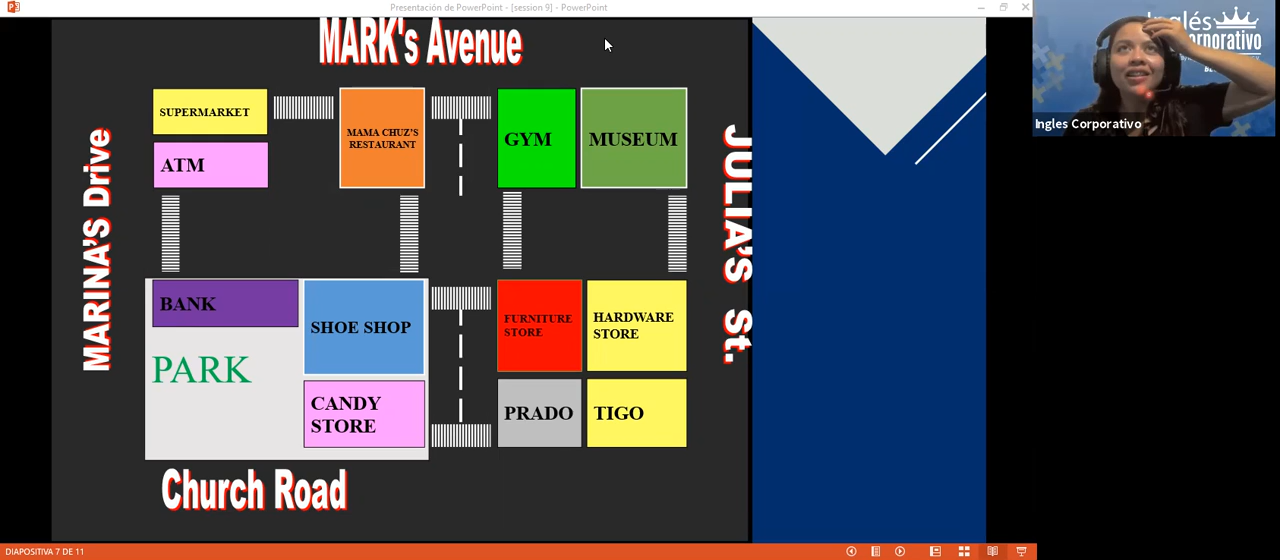 Presentación de PowerPoint - [session 9] - PowerPoint
MARK's Avenue
SUPERMARKET
ATM
MAMA CHUZ'S
RESTAURANT
GYM
MUSEUM
MARINA'S Drive
JULIA'S St.
BANK
PARK
SHOE SHOP
CANDY
STORE
FURNITURE
STORE
HARDWARE
STORE
PRADO
TIGO
Church Road
Inglés
Corporativo
Ingles Corporativo
DIAPOSITIVA 7 DE 11